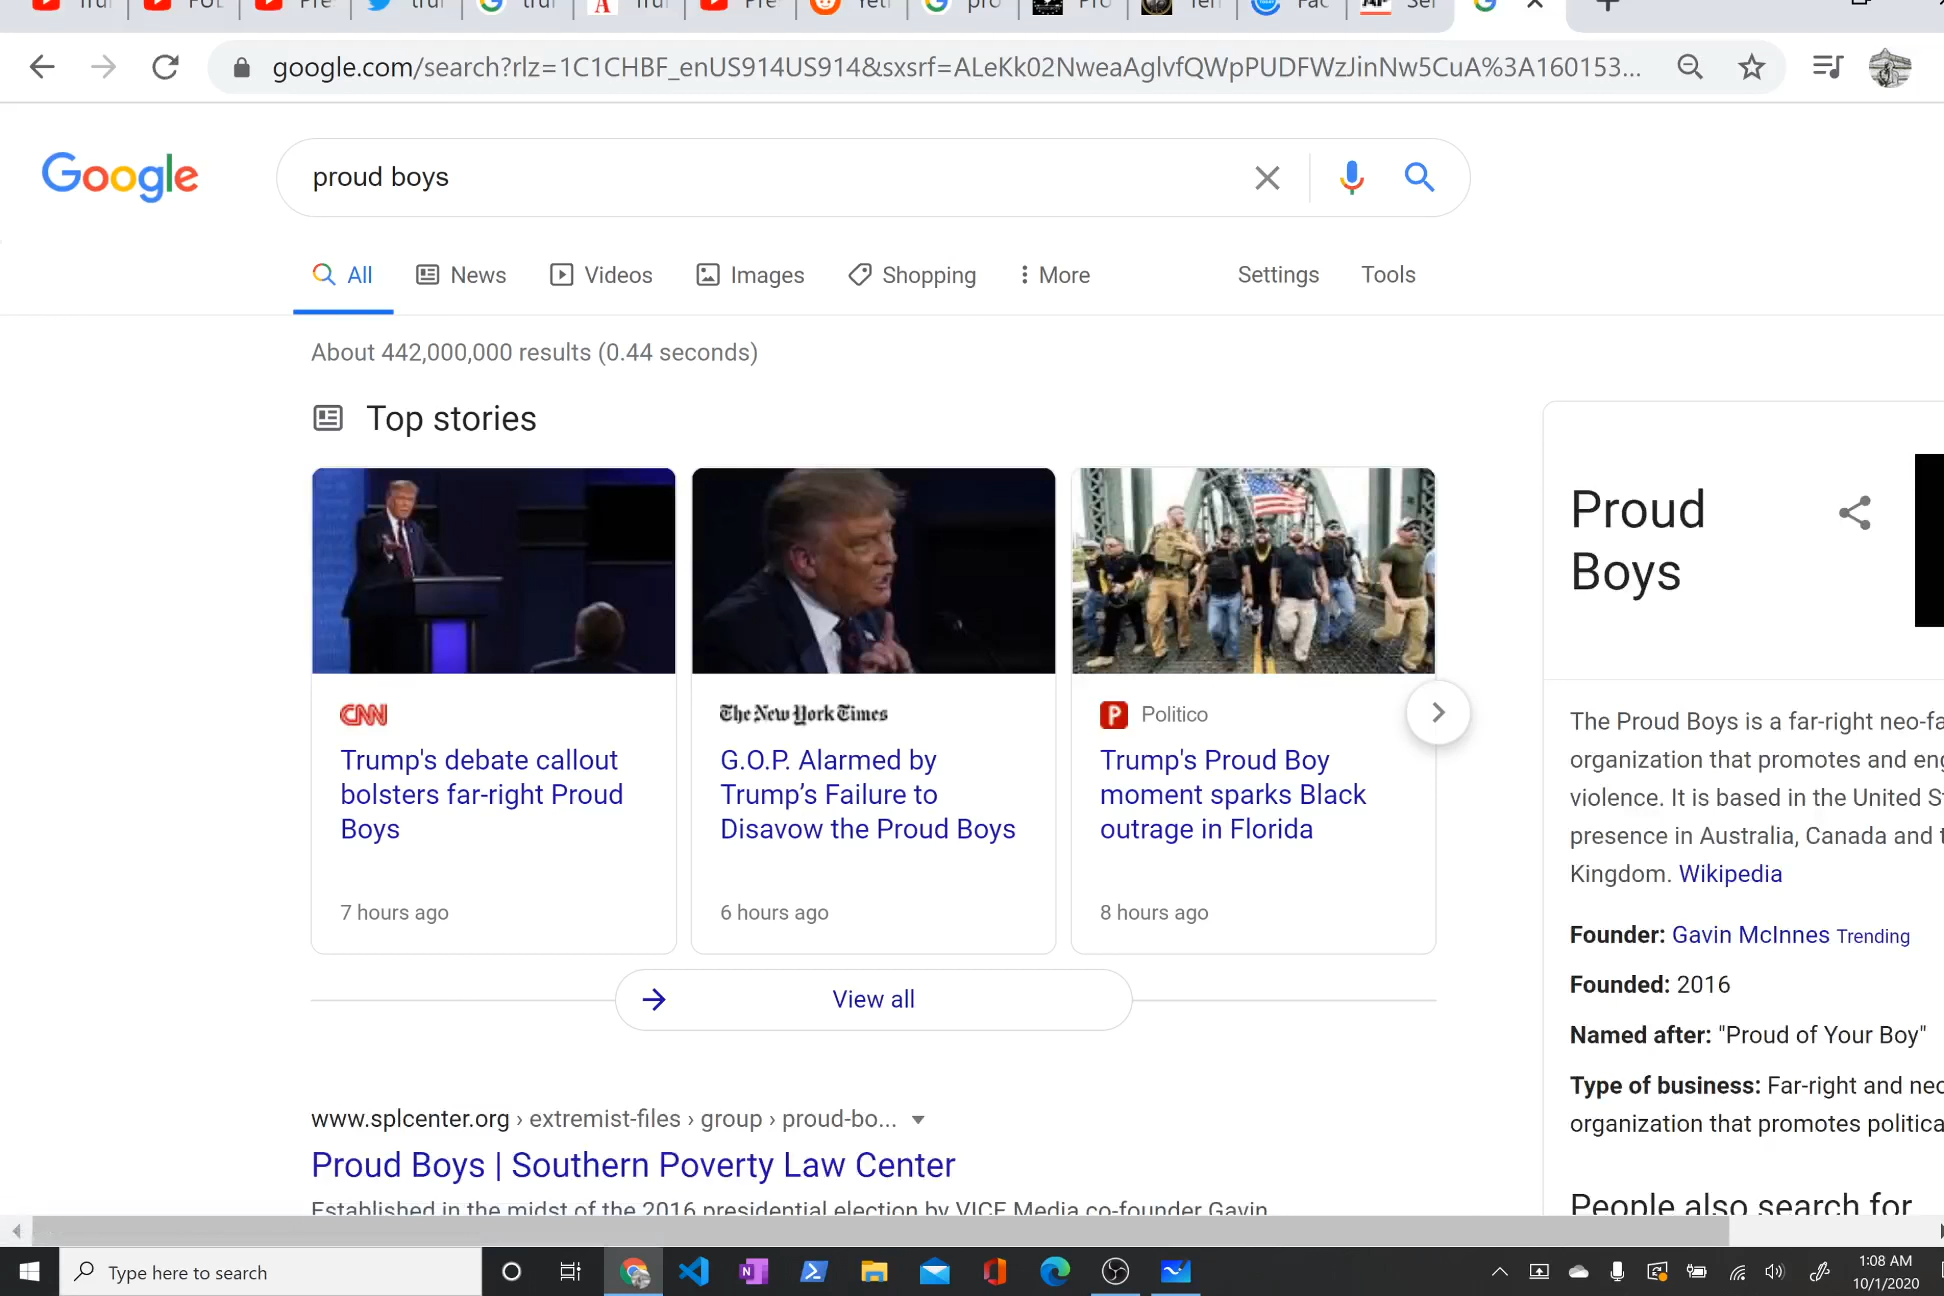 google.com/search?rlz=1C1CHBF_enUS914US914&sxsrf=ALeKk02NweaAglvfQWpPUDFWzJinNw5CuA%3A160153...
Google
proud boys
All News Videos Images Shopping More Settings Tools
About 442,000,000 results (0.44 seconds)
Top stories
CNN
Trump's debate callout
bolsters far-right Proud
Boys
7 hours ago
The New York Times
G.O.P. Alarmed by
Trump’s Failure to
Disavow the Proud Boys
6 hours ago
P Politico
Trump's Proud Boy
moment sparks Black
outrage in Florida
8 hours ago
View all
www.splcenter.org › extremist-files › group › proud-bo...
Proud Boys | Southern Poverty Law Center
Established in the midst of the 2016 presidential election by VICE Media co-founder Gavin
Proud
Boys
The Proud Boys is a far-right
organization that promotes and
violence. It is based in the United
presence in Australia, Canada and
Kingdom. Wikipedia
Founder: Gavin McInnes Trending
Founded: 2016
Named after: "Proud of Your Boy"
Type of business: Far-right and
organization that promotes
People also search for
Type here to search
1:08 AM
10/1/2020